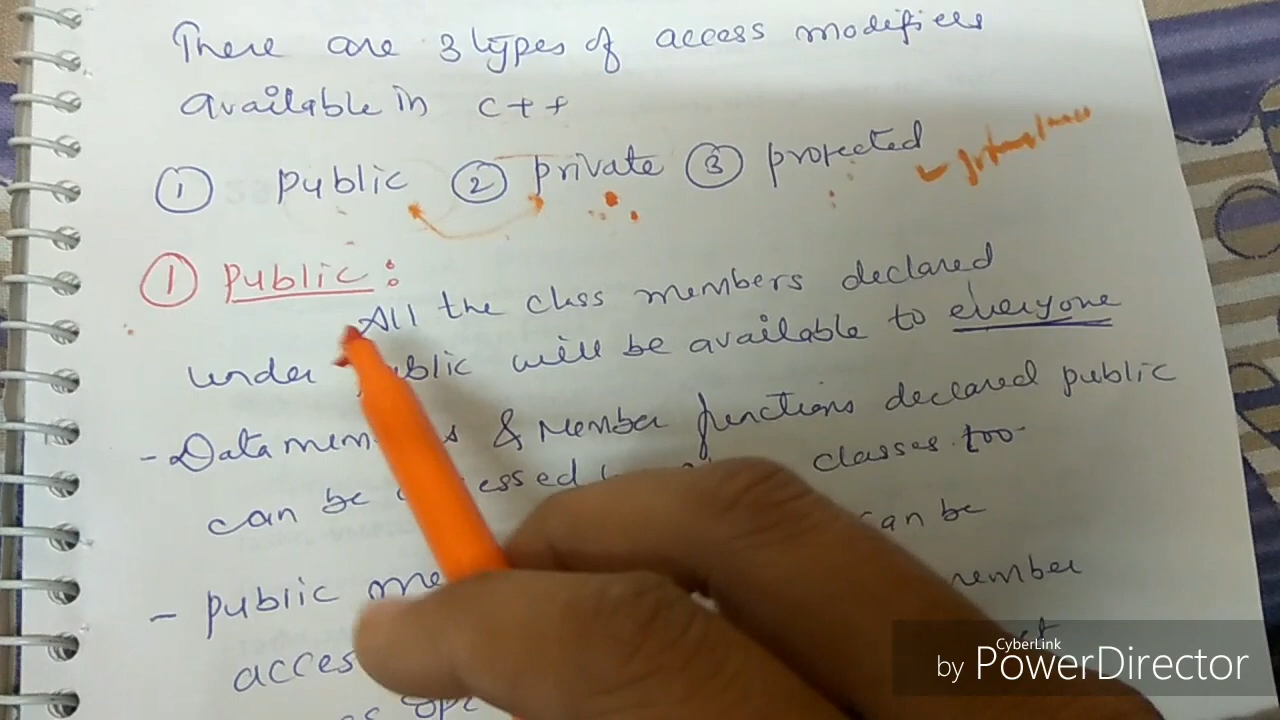 There are 3 types of access modifiers
available in c++
① public ② private ③ protected
① public:
All the class members declared
under public will be available to everyone
- Data mem s & Member functions declared public
can be essed classes too
- public me can be
member
acces
CyberLink
by PowerDirector